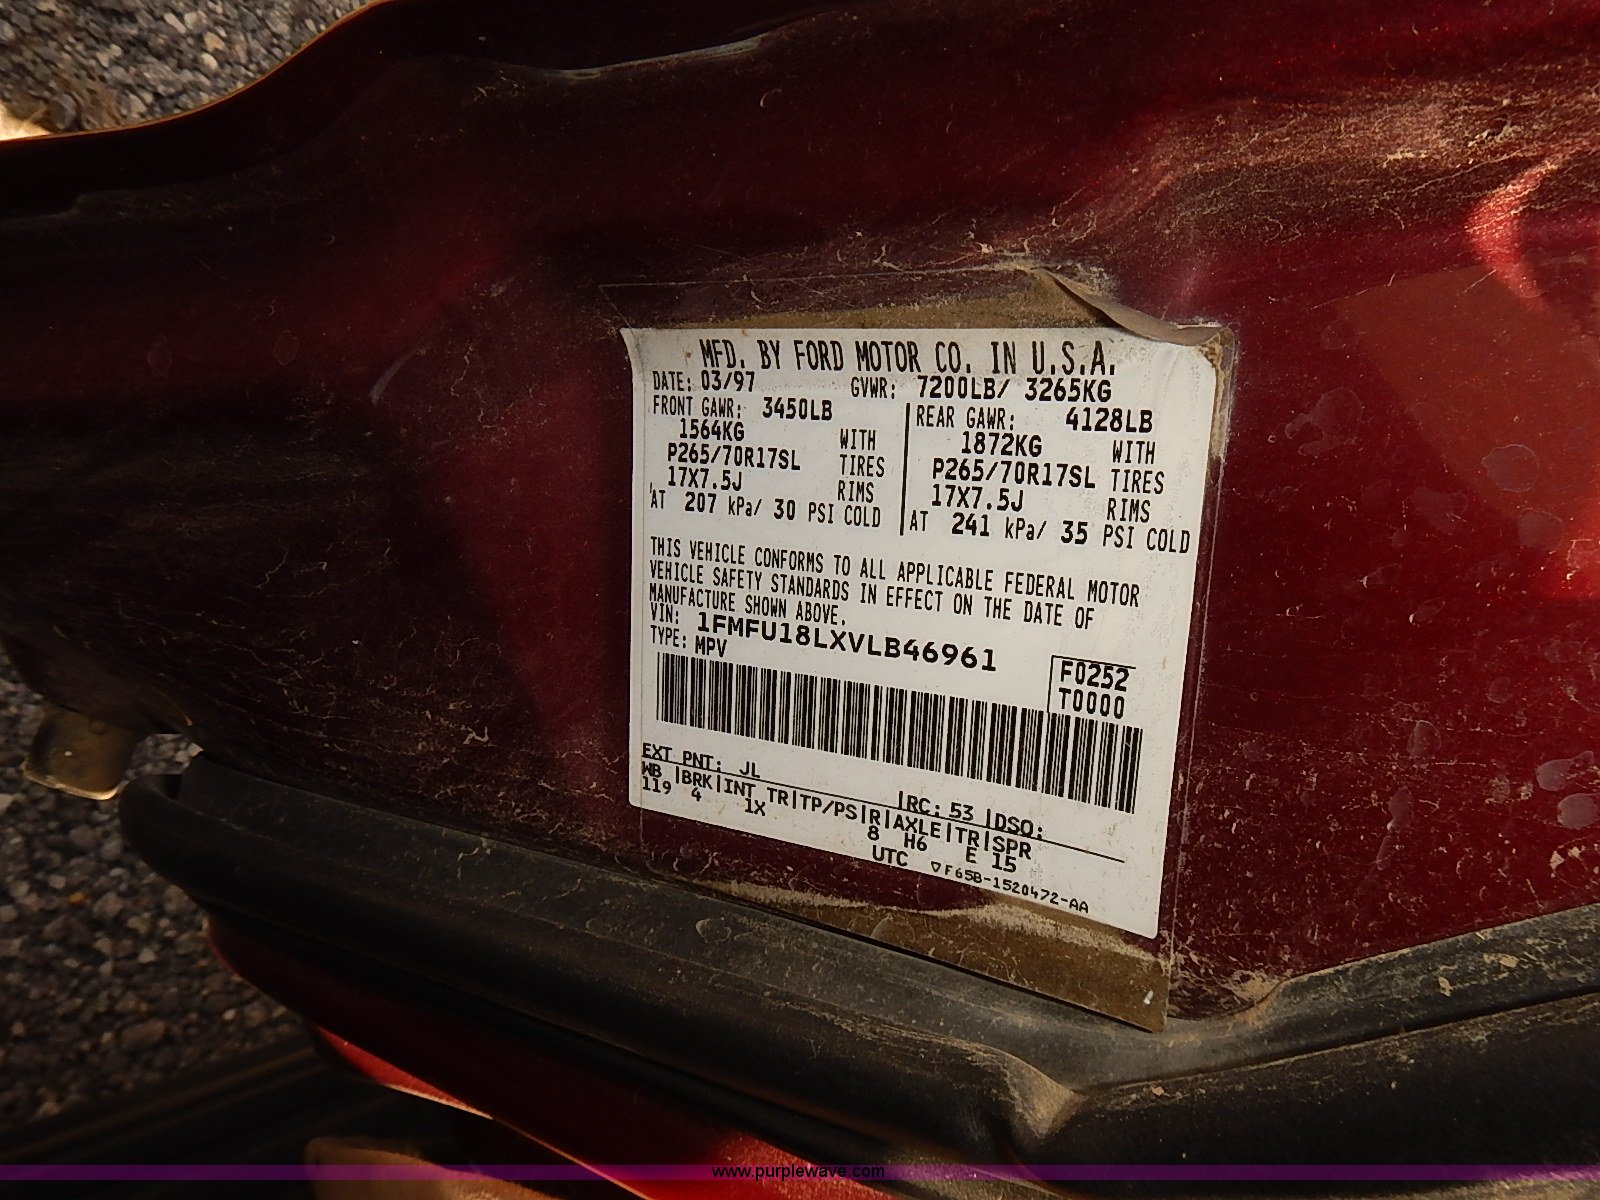 MFD. BY FORD MOTOR CO. IN U.S.A.
DATE: 03/97 GVWR: 7200LB/ 3265KG
FRONT GAWR: 3450LB
1564KG WITH
P265/70R17SL TIRES
17X7.5J RIMS
AT 207 kPa/ 30 PSI COLD
REAR GAWR: 4128LB
1872KG WITH
P265/70R17SL TIRES
17X7.5J RIMS
AT 241 kPa/ 35 PSI COLD
THIS VEHICLE CONFORMS TO ALL APPLICABLE FEDERAL MOTOR
VEHICLE SAFETY STANDARDS IN EFFECT ON THE DATE OF
MANUFACTURE SHOWN ABOVE.
VIN: 1FMFU18LXVLB46961
TYPE: MPV
F0252
T0000
EXT PNT: JL |RC: 53 |DSO:
WB |BRK|INT TR|TP/PS|R|AXLE|TR|SPR
119 4 1X 8 H6 E 15
UTC ▽F65B-1520472-AA
www.purplewave.com